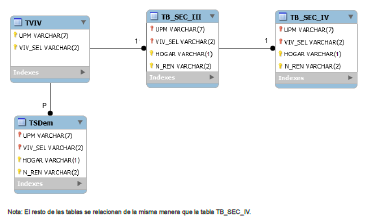 TVIV
UPM VARCHAR(7)
VIV_SEL VARCHAR(2)
Indexes
1
TB_SEC_III
UPM VARCHAR(7)
VIV_SEL VARCHAR(2)
HOGAR VARCHAR(1)
N_REN VARCHAR(2)
Indexes
1
TB_SEC_IV
UPM VARCHAR(7)
VIV_SEL VARCHAR(2)
HOGAR VARCHAR(1)
N_REN VARCHAR(2)
Indexes
P
TSDem
UPM VARCHAR(7)
VIV_SEL VARCHAR(2)
HOGAR VARCHAR(1)
N_REN VARCHAR(2)
Indexes
Nota: El resto de las tablas se relacionan de la misma manera que la tabla TB_SEC_IV.